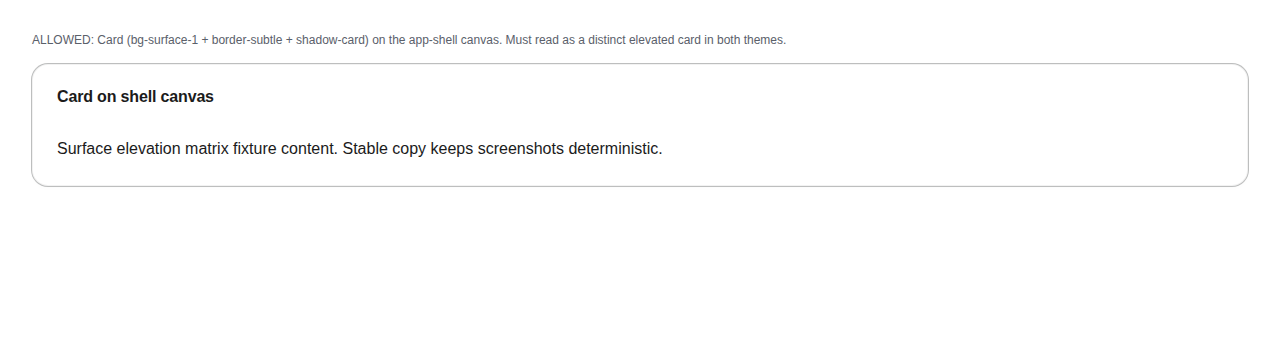 ALLOWED: Card (bg-surface-1 + border-subtle + shadow-card) on the app-shell canvas. Must read as a distinct elevated card in both themes.
Card on shell canvas
Surface elevation matrix fixture content. Stable copy keeps screenshots deterministic.